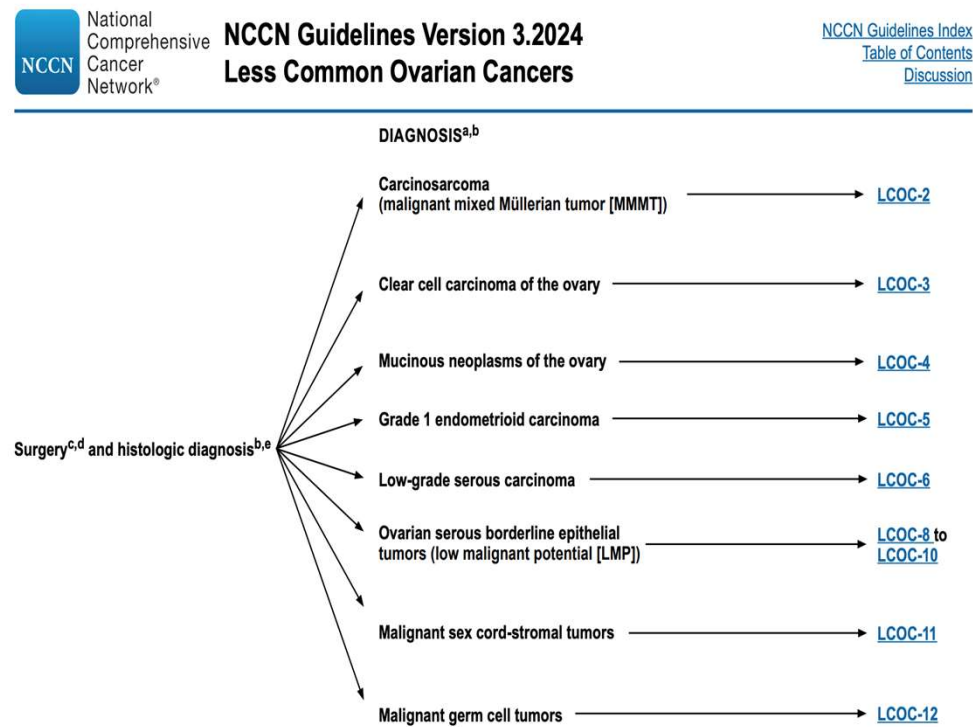 NCCN
National
Comprehensive
Cancer
Network®
NCCN Guidelines Version 3.2024
Less Common Ovarian Cancers
NCCN Guidelines Index
Table of Contents
Discussion
DIAGNOSISa,b
Carcinosarcoma
(malignant mixed Müllerian tumor [MMMT])
LCOC-2
Clear cell carcinoma of the ovary
LCOC-3
Mucinous neoplasms of the ovary
LCOC-4
Grade 1 endometrioid carcinoma
LCOC-5
Surgeryc,d and histologic diagnosisb,e
Low-grade serous carcinoma
LCOC-6
Ovarian serous borderline epithelial
tumors (low malignant potential [LMP])
LCOC-8 to
LCOC-10
Malignant sex cord-stromal tumors
LCOC-11
Malignant germ cell tumors
LCOC-12